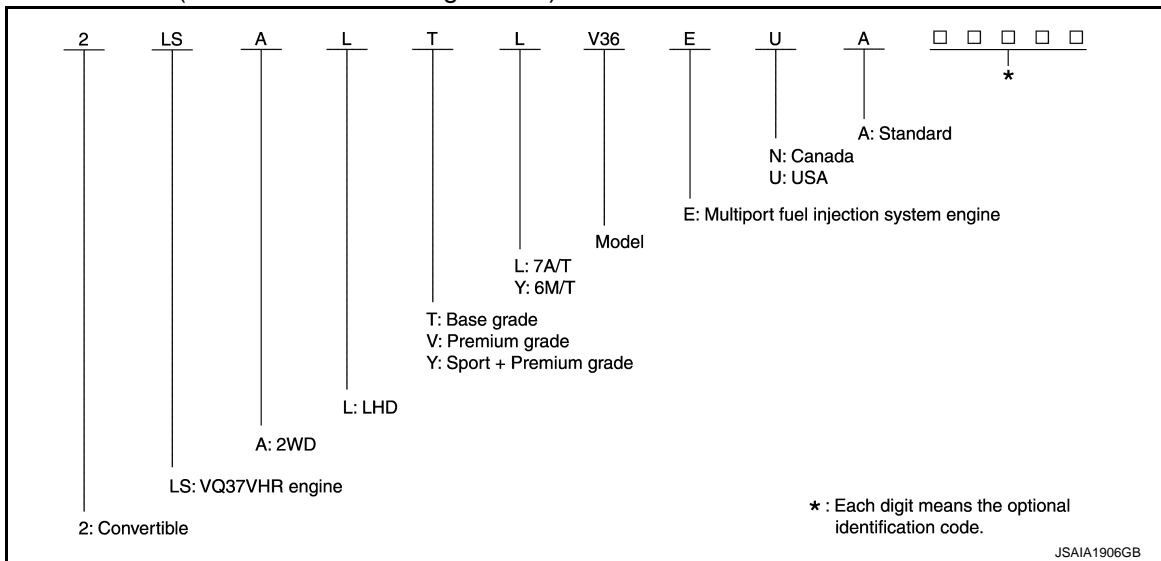 2 LS A L T L V36 E U A □ □ □ □ □
*
A: Standard
N: Canada
U: USA
E: Multiport fuel injection system engine
Model
L: 7A/T
Y: 6M/T
T: Base grade
V: Premium grade
Y: Sport + Premium grade
L: LHD
A: 2WD
LS: VQ37VHR engine
2: Convertible
* : Each digit means the optional
identification code.
JSAIA1906GB